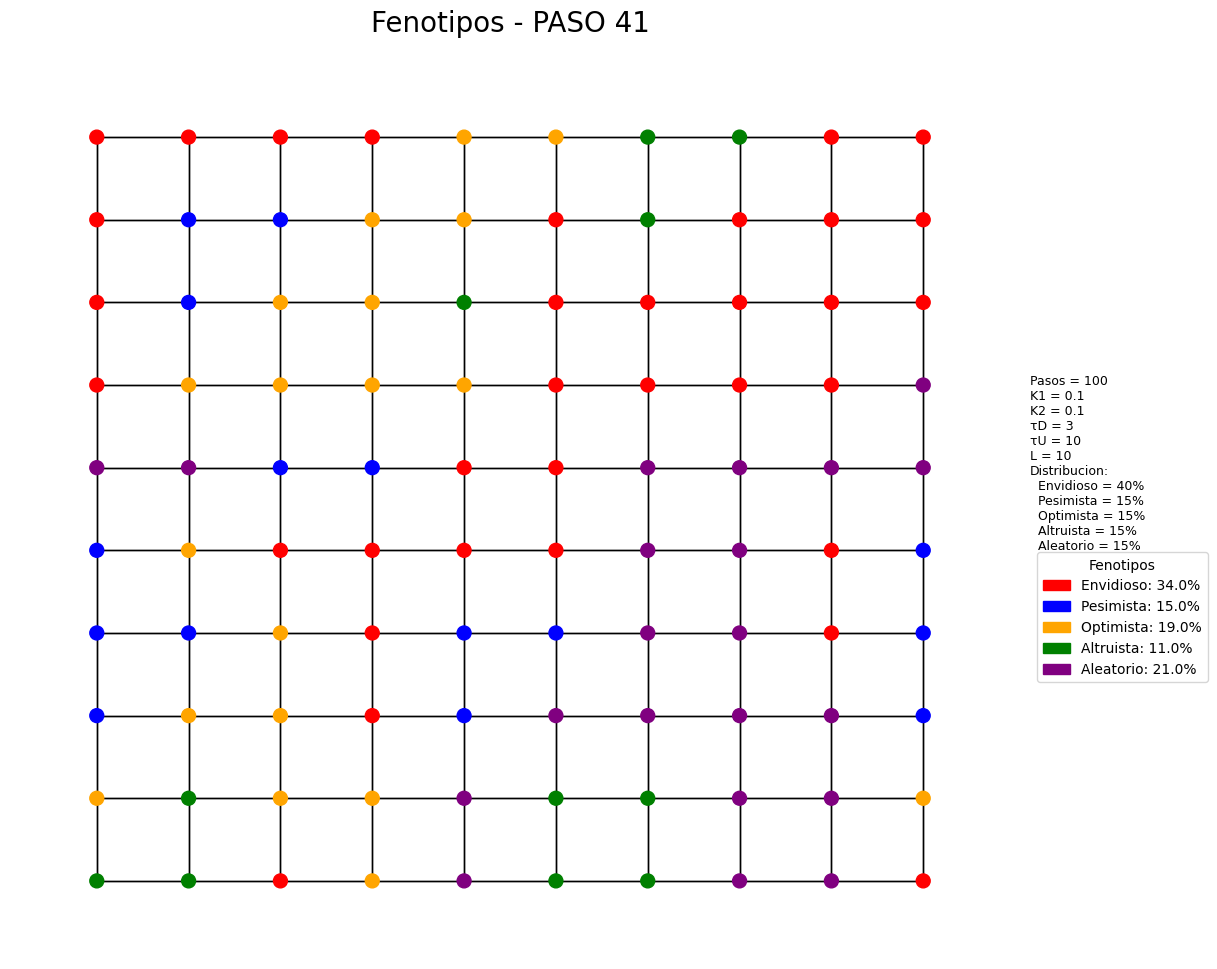 Fenotipos - PASO 41
Pasos = 100
K1 = 0.1
K2 = 0.1
τD = 3
τU = 10
L = 10
Distribucion:
Envidioso = 40%
Pesimista = 15%
Optimista = 15%
Altruista = 15%
Aleatorio = 15%
Fenotipos
Envidioso: 34.0%
Pesimista: 15.0%
Optimista: 19.0%
Altruista: 11.0%
Aleatorio: 21.0%